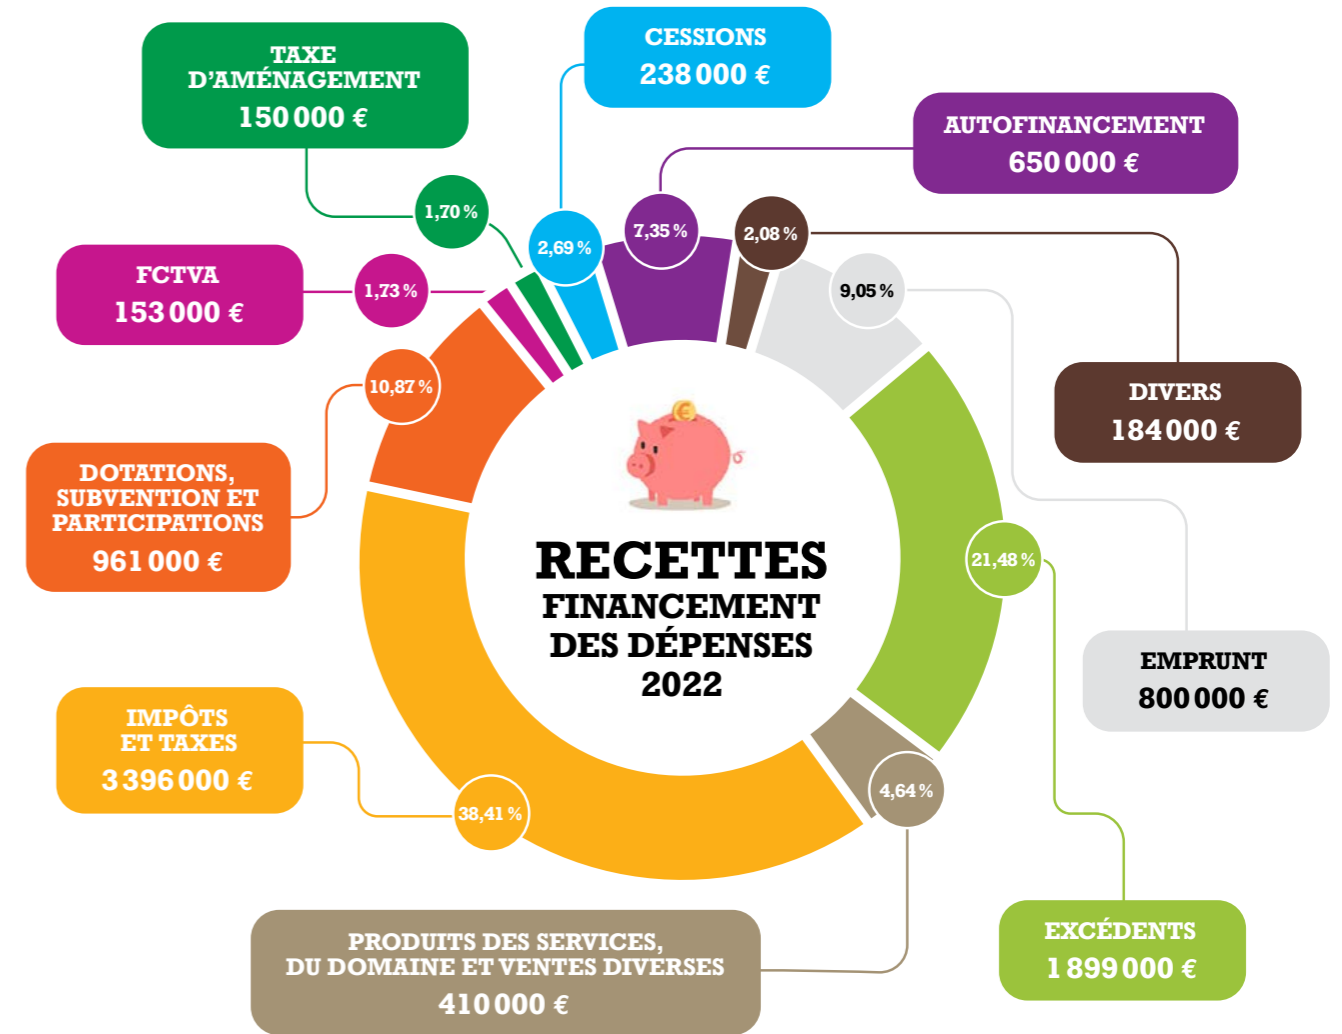 CESSIONS
238 000 €
TAXE
D'AMÉNAGEMENT
150 000 €
AUTOFINANCEMENT
650 000 €
1,70 %
2,69 %
7,35 %
2,08 %
FCTVA
153 000 €
1,73 %
9,05 %
10,87 %
DIVERS
184 000 €
€
DOTATIONS,
SUBVENTION ET
PARTICIPATIONS
961 000 €
RECETTES
FINANCEMENT
DES DÉPENSES
2022
21,48 %
EMPRUNT
800 000 €
IMPÔTS
ET TAXES
3 396 000 €
38,41 %
4,64 %
EXCÉDENTS
1 899 000 €
PRODUITS DES SERVICES,
DU DOMAINE ET VENTES DIVERSES
410 000 €